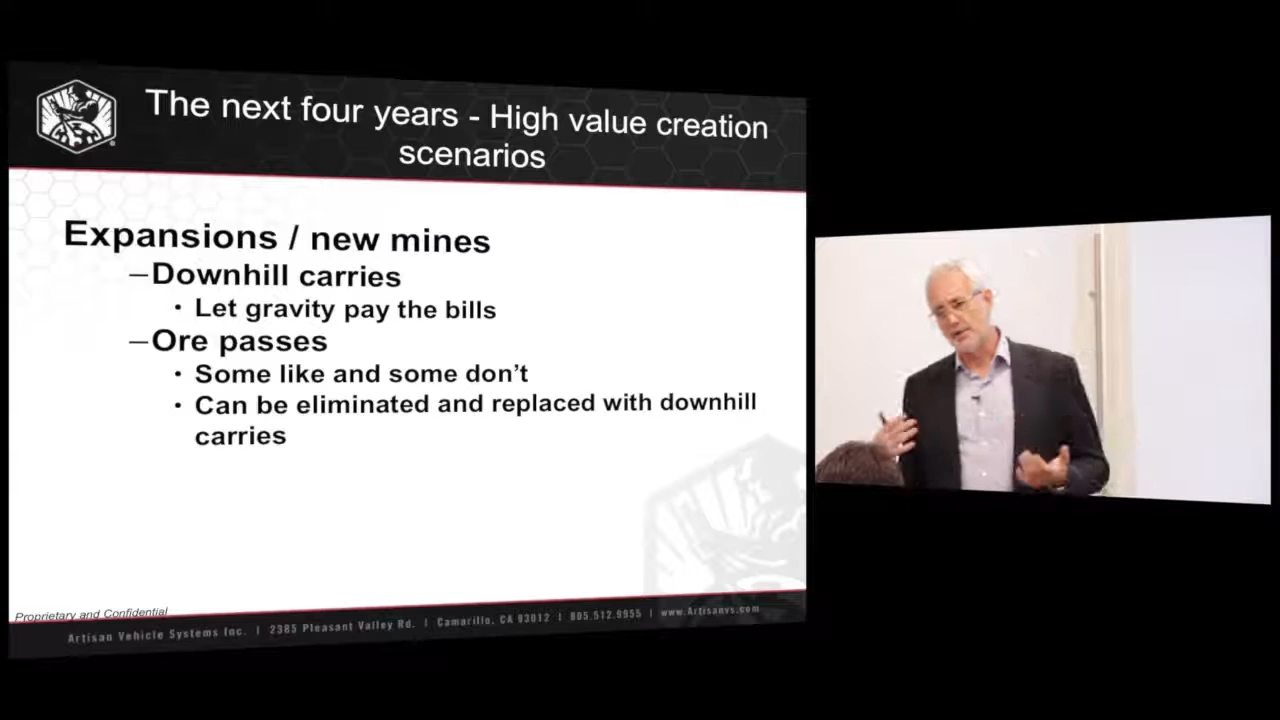 The next four years - High value creation
scenarios
Expansions / new mines
–Downhill carries
• Let gravity pay the bills
–Ore passes
• Some like and some don’t
• Can be eliminated and replaced with downhill
carries
Proprietary and Confidential
Artisan Vehicle Systems Inc. | 2385 Pleasant Valley Rd. | Camarillo, CA 93012 | 805.512.9955 | www.Artisanvs.com